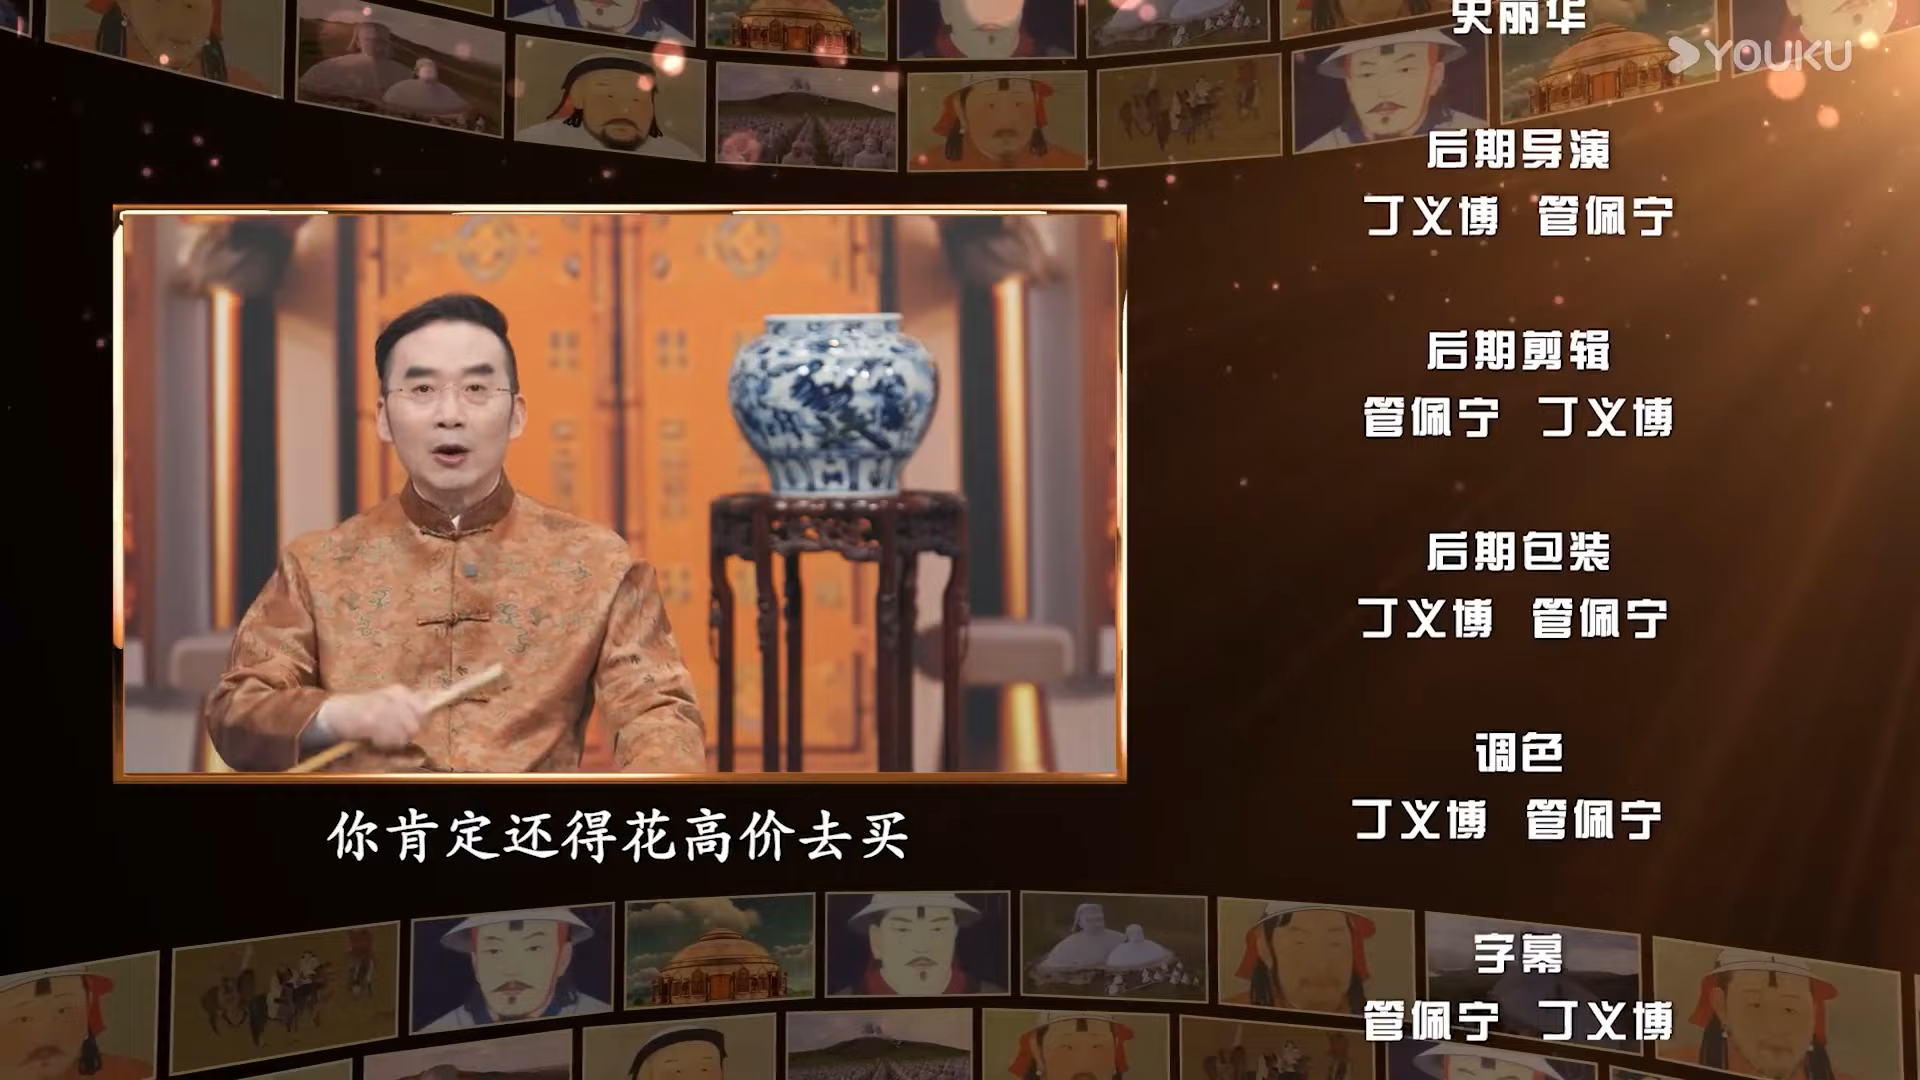 史丽华
YOUKU
后期导演
丁义博 管佩宁
后期剪辑
管佩宁 丁义博
后期包装
丁义博 管佩宁
调色
丁义博 管佩宁
你肯定还得花高价去买
字幕
管佩宁 丁义博